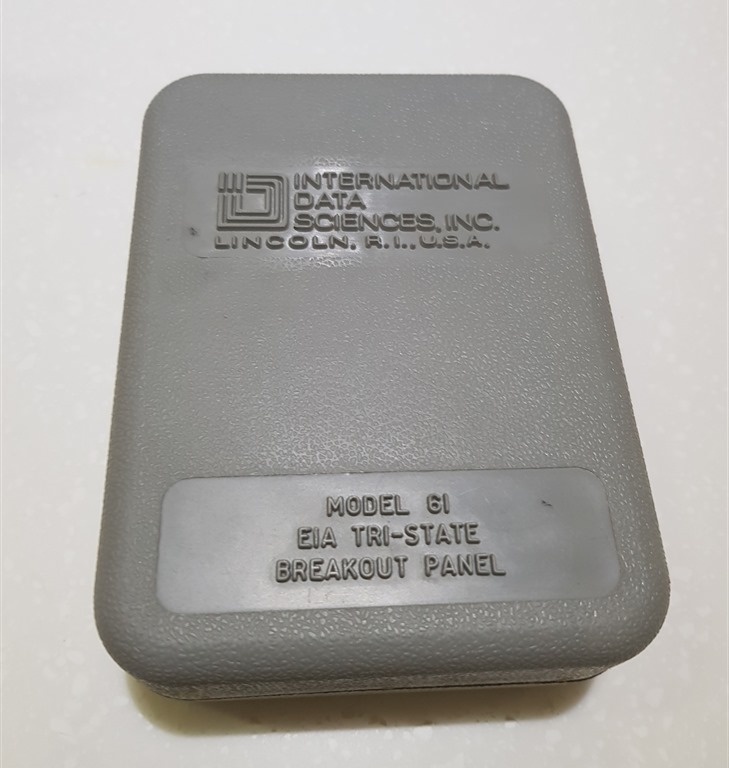 INTERNATIONAL
DATA
SCIENCES, INC.
LINCOLN, R.I., U.S.A.
MODEL 61
EIA TRI-STATE
BREAKOUT PANEL